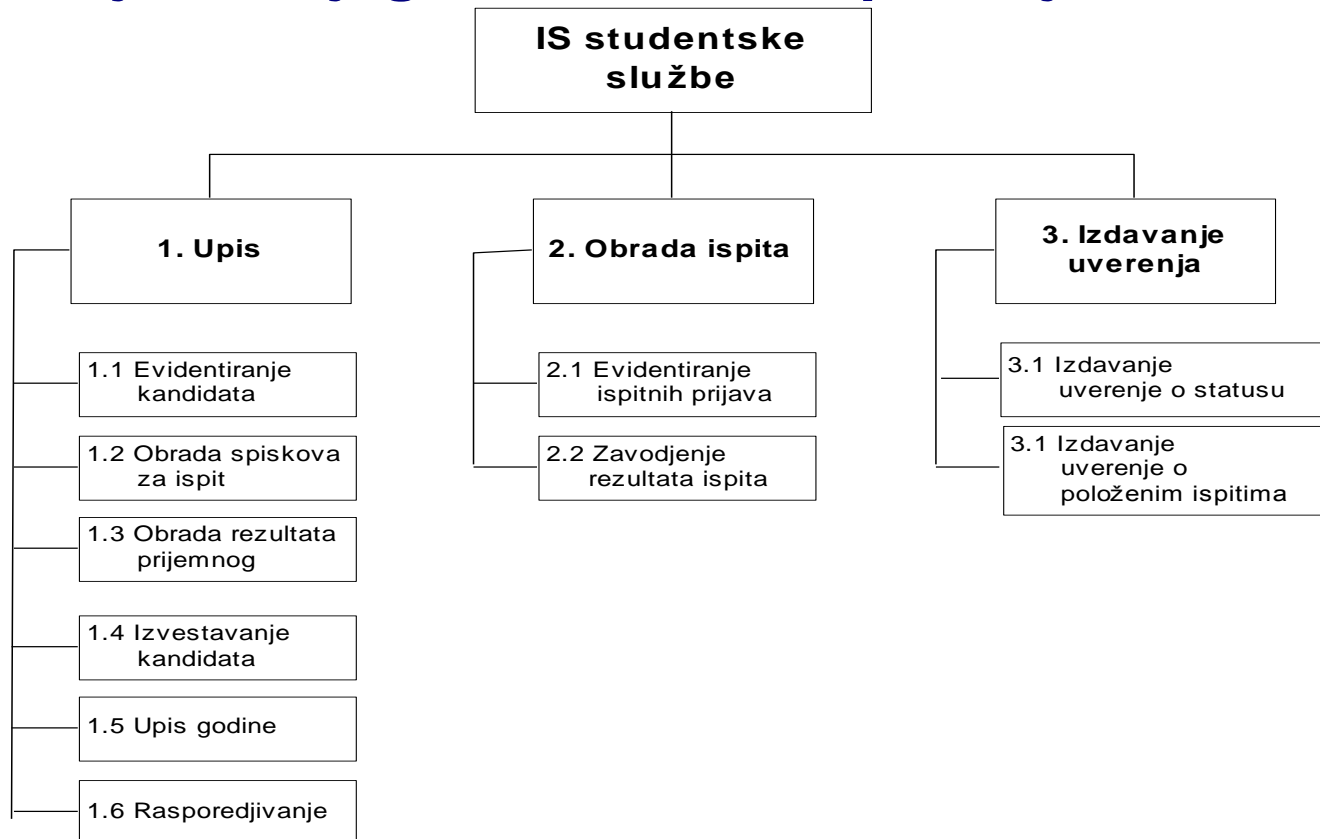 IS studentske
službe
1. Upis
2. Obrada ispita
3. Izdavanje
uverenja
1.1 Evidentiranje
kandidata
1.2 Obrada spiskova
za ispit
1.3 Obrada rezultata
prijemnog
1.4 Izvestavanje
kandidata
1.5 Upis godine
1.6 Rasporedjivanje
2.1 Evidentiranje
ispitnih prijava
2.2 Zavodjenje
rezultata ispita
3.1 Izdavanje
uverenje o statusu
3.1 Izdavanje
uverenje o
položenim ispitima